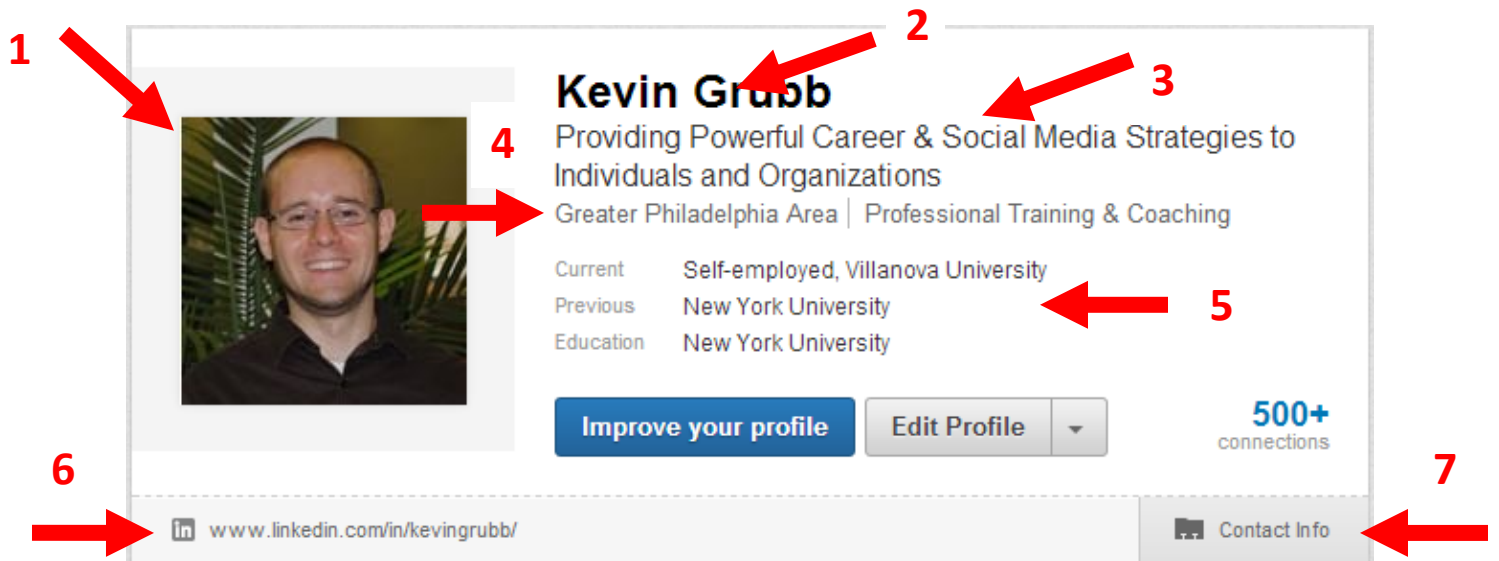 1
2
Kevin Grubb
3
4
Providing Powerful Career & Social Media Strategies to
Individuals and Organizations
Greater Philadelphia Area | Professional Training & Coaching
Current Self-employed, Villanova University
Previous New York University
5
Education New York University
Improve your profile Edit Profile
500+
connections
6
7
in www.linkedin.com/in/kevingrubb/
Contact Info